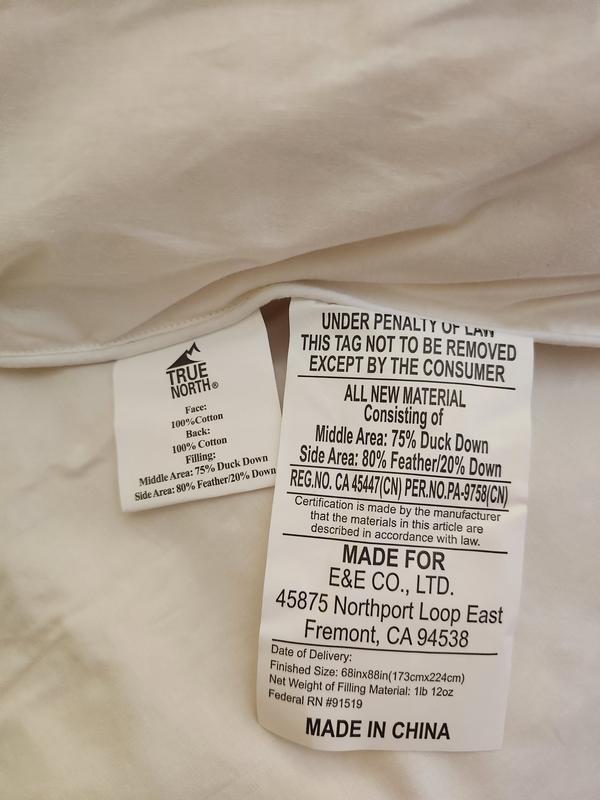 TRUE
NORTH®
Face:
100%Cotton
Back:
100% Cotton
Filling:
Middle Area: 75% Duck Down
Side Area: 80% Feather/20% Down
UNDER PENALTY OF LAW
THIS TAG NOT TO BE REMOVED
EXCEPT BY THE CONSUMER
ALL NEW MATERIAL
Consisting of
Middle Area: 75% Duck Down
Side Area: 80% Feather/20% Down
REG.NO. CA 45447(CN) PER.NO.PA-9758(CN)
Certification is made by the manufacturer
that the materials in this article are
described in accordance with law.
MADE FOR
E&E CO., LTD.
45875 Northport Loop East
Fremont, CA 94538
Date of Delivery:
Finished Size: 68inx88in(173cmx224cm)
Net Weight of Filling Material: 1lb 12oz
Federal RN #91519
MADE IN CHINA